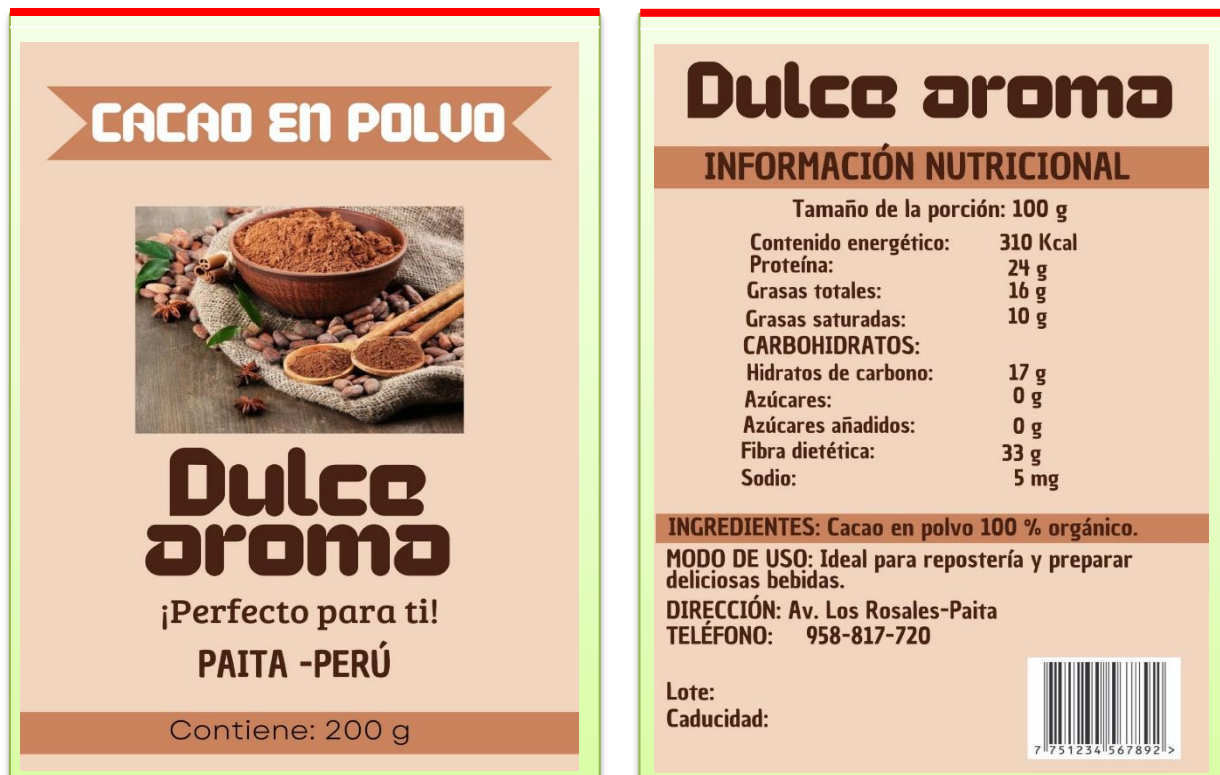 CACAO EN POLVO
Dulce
aroma
¡Perfecto para ti!
PAITA -PERÚ
Contiene: 200 g
Dulce aroma
INFORMACIÓN NUTRICIONAL
Tamaño de la porción: 100 g
Contenido energético: 310 Kcal
Proteína: 24 g
Grasas totales: 16 g
Grasas saturadas: 10 g
CARBOHIDRATOS:
Hidratos de carbono: 17 g
Azúcares: 0 g
Azúcares añadidos: 0 g
Fibra dietética: 33 g
Sodio: 5 mg
INGREDIENTES: Cacao en polvo 100 % orgánico.
MODO DE USO: Ideal para repostería y preparar
deliciosas bebidas.
DIRECCIÓN: Av. Los Rosales-Paita
TELÉFONO: 958-817-720
Lote:
Caducidad:
7 751234 567892 >